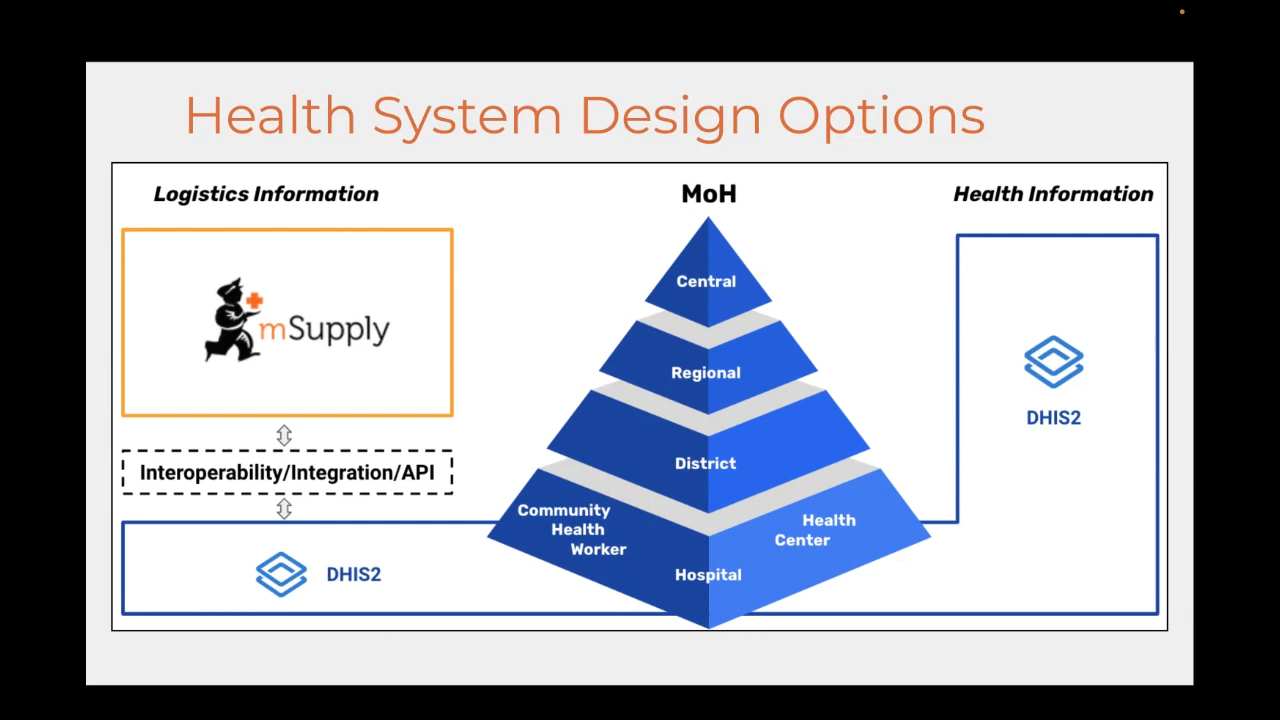 Health System Design Options
Logistics Information
MoH
Health Information
mSupply
Central
Regional
District
Community
Health
Worker
Health
Center
Hospital
Interoperability/Integration/API
DHIS2
DHIS2